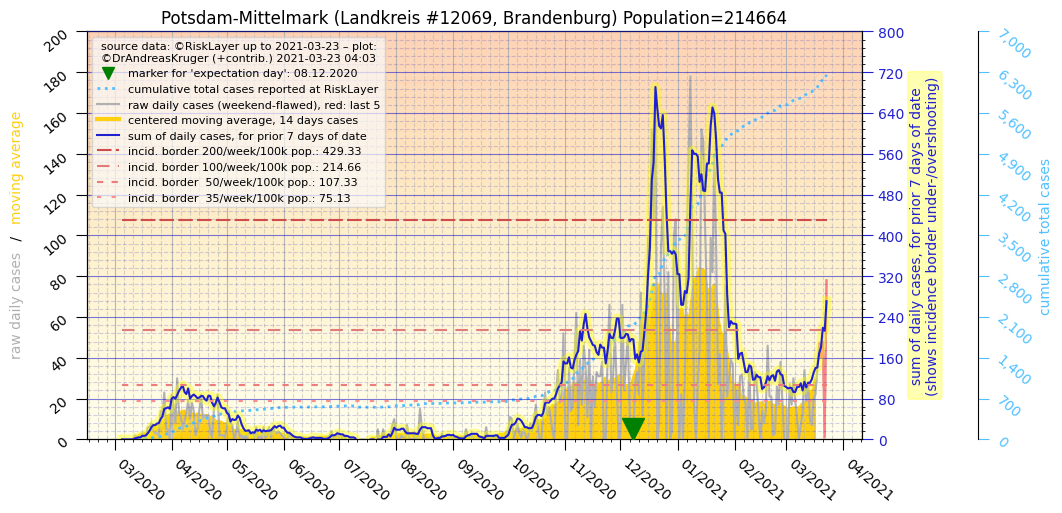 Potsdam-Mittelmark (Landkreis #12069, Brandenburg) Population=214664
source data: ©RiskLayer up to 2021-03-23 – plot:
©DrAndreasKruger (+contrib.) 2021-03-23 04:03
marker for 'expectation day': 08.12.2020
cumulative total cases reported at RiskLayer
raw daily cases (weekend-flawed), red: last 5
centered moving average, 14 days cases
sum of daily cases, for prior 7 days of date
incid. border 200/week/100k pop.: 429.33
incid. border 100/week/100k pop.: 214.66
incid. border  50/week/100k pop.: 107.33
incid. border  35/week/100k pop.: 75.13
raw daily cases / moving average
200
180
160
140
120
100
80
60
40
20
0
03/2020
04/2020
05/2020
06/2020
07/2020
08/2020
09/2020
10/2020
11/2020
12/2020
01/2021
02/2021
03/2021
04/2021
800
720
640
560
480
400
320
240
160
80
0
sum of daily cases, for prior 7 days of date
(shows incidence border under-/overshooting)
7,000
6,300
5,600
4,900
4,200
3,500
2,800
2,100
1,400
700
0
cumulative total cases